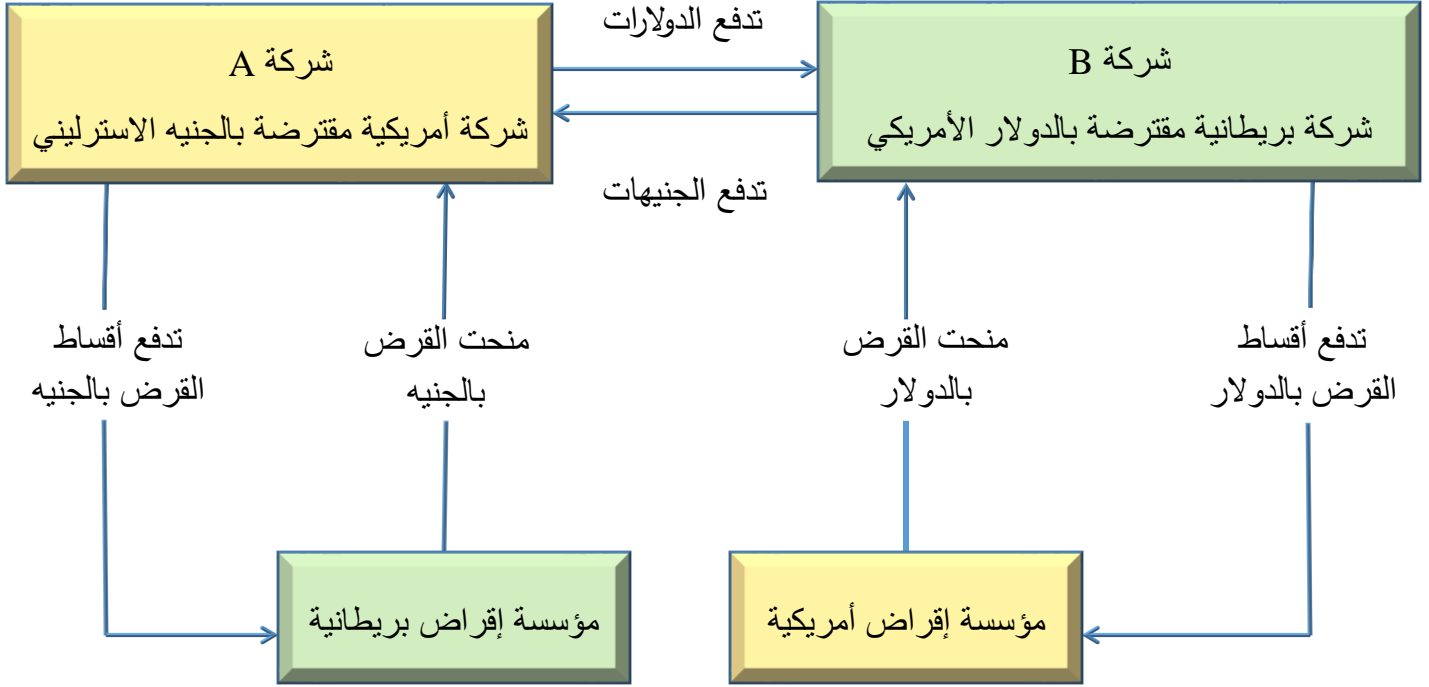 تدفع الدولارات
شركة B
شركة بريطانية مقترضة بالدولار الأمريكي
شركة A
شركة أمريكية مقترضة بالجنيه الاسترليني
تدفع الجنيهات
تدفع أقساط
القرض بالدولار
منحت القرض
بالدولار
منحت القرض
بالجنيه
تدفع أقساط
القرض بالجنيه
مؤسسة إقراض أمريكية
مؤسسة إقراض بريطانية